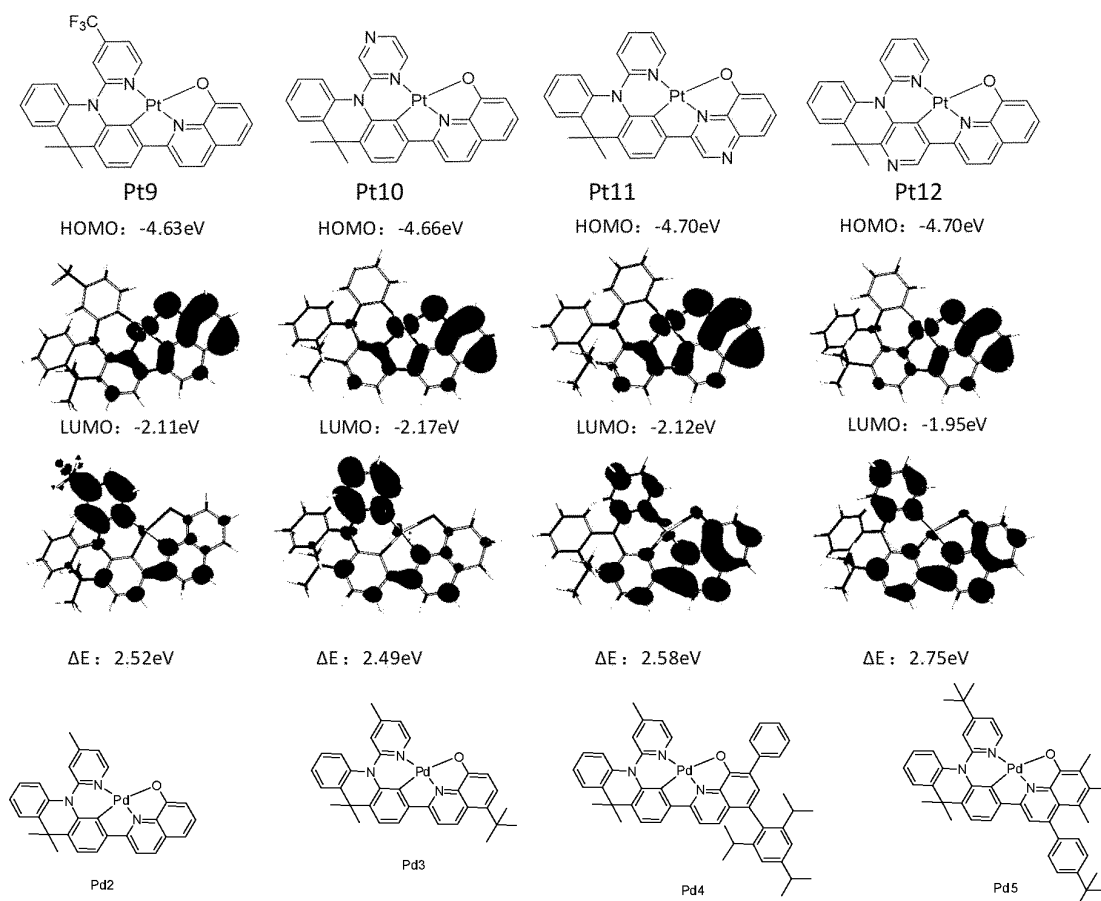 F₃C
N
N
N
N
N
O
N
O
N
O
N
O
N
Pt
N
Pt
N
Pt
N
Pt
N
N
N
N
N
N
Pt9
Pt10
Pt11
Pt12
HOMO: -4.63eV
HOMO: -4.66eV
HOMO: -4.70eV
HOMO: -4.70eV
LUMO: -2.11eV
LUMO: -2.17eV
LUMO: -2.12eV
LUMO: -1.95eV
ΔE: 2.52eV
ΔE: 2.49eV
ΔE: 2.58eV
ΔE: 2.75eV
N
O
N
O
N
O
N
O
N
Pd
N
Pd
N
Pd
N
Pd
N
N
N
N
Pd2
Pd3
Pd4
Pd5